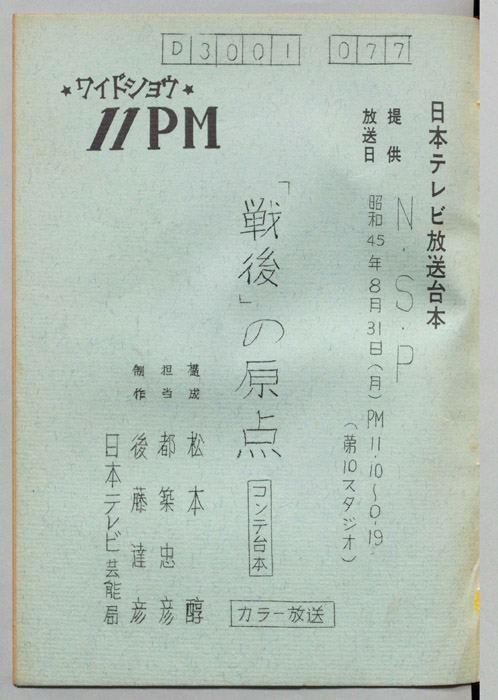 D3001 077
★ワイドショウ★
11PM
日本テレビ放送台本
提供 N・S・P
放送日 昭和45年8月31日(月)PM11・10〜0・19
(第10スタジオ)
「戦後」の原点
コンテ台本
カラー放送
構成 松本 醇
担当 都築忠彦
制作 後藤達彦
日本テレビ芸能局